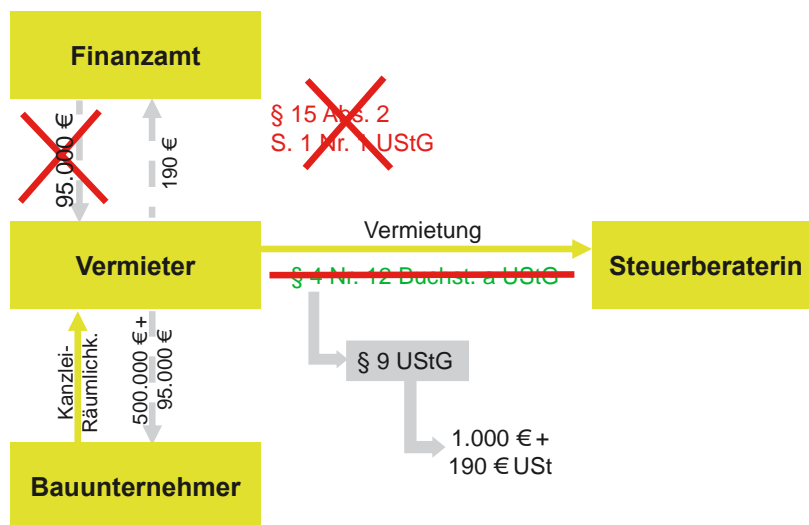 Finanzamt
§ 15 Abs. 2
S. 1 Nr. 1 UStG
95.000 €
190 €
Vermietung
Vermieter
Steuerberaterin
§ 4 Nr. 12 Buchst. a UStG
Kanzlei-
Räumlichk.
500.000 € +
95.000 €
§ 9 UStG
1.000 € +
190 € USt
Bauunternehmer